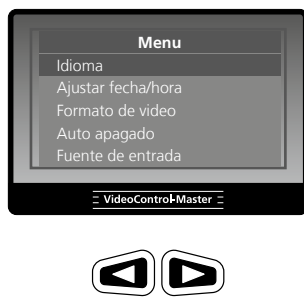 Menu
Idioma
Ajustar fecha/hora
Formato de video
Auto apagado
Fuente de entrada
VideoControl-Master